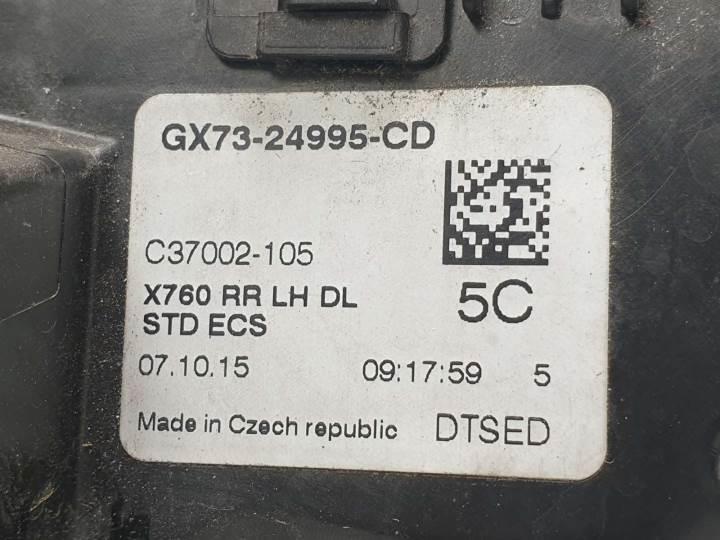 GX73-24995-CD
C37002-105
X760 RR LH DL
STD ECS
5C
07.10.15 09:17:59 5
Made in Czech republic DTSED